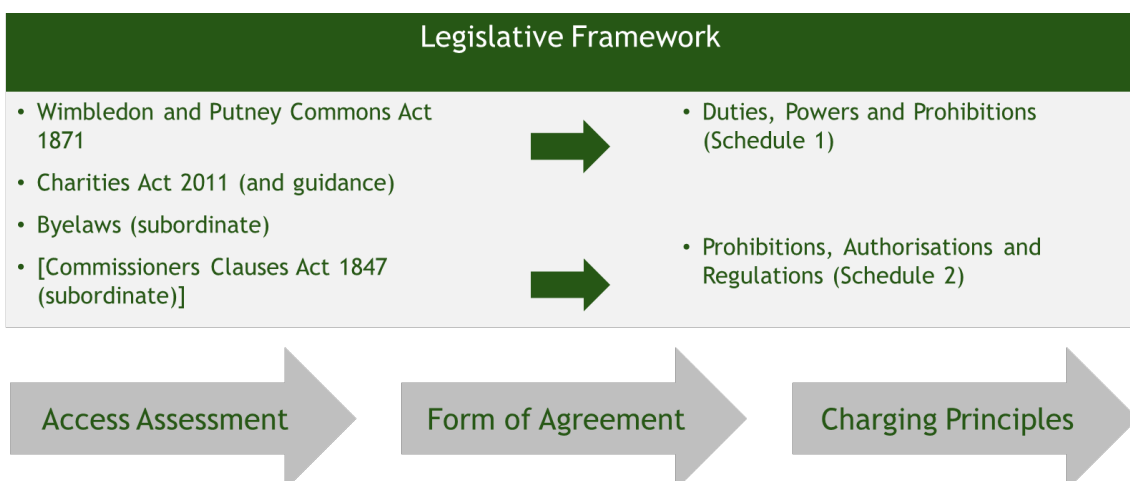 Legislative Framework
• Wimbledon and Putney Commons Act
1871
• Charities Act 2011 (and guidance)
• Byelaws (subordinate)
• [Commissioners Clauses Act 1847
(subordinate)]
• Duties, Powers and Prohibitions
(Schedule 1)
• Prohibitions, Authorisations and
Regulations (Schedule 2)
Access Assessment
Form of Agreement
Charging Principles